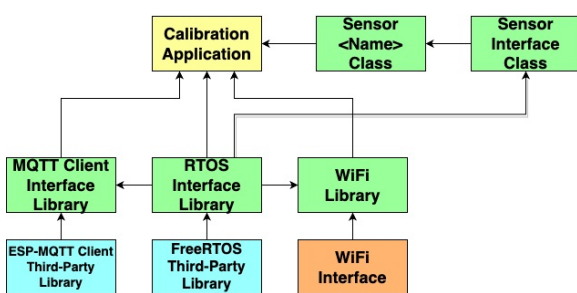 Calibration
Application
Sensor
<Name>
Class
Sensor
Interface
Class
MQTT Client
Interface
Library
RTOS
Interface
Library
WiFi
Library
ESP-MQTT Client
Third-Party
Library
FreeRTOS
Third-Party
Library
WiFi
Interface